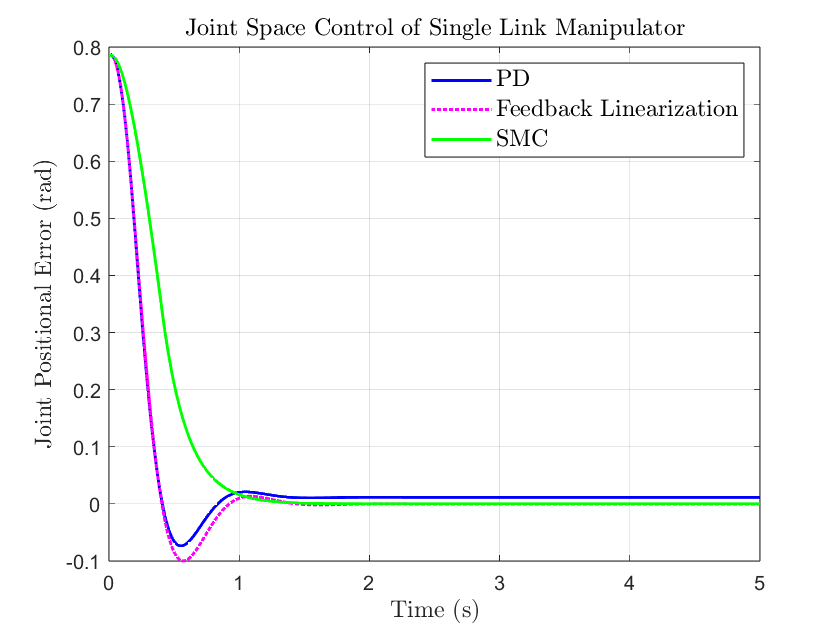 Joint Space Control of Single Link Manipulator
PD
Feedback Linearization
SMC
Joint Positional Error (rad)
0.8
0.7
0.6
0.5
0.4
0.3
0.2
0.1
0
-0.1
0 1 2 3 4 5
Time (s)